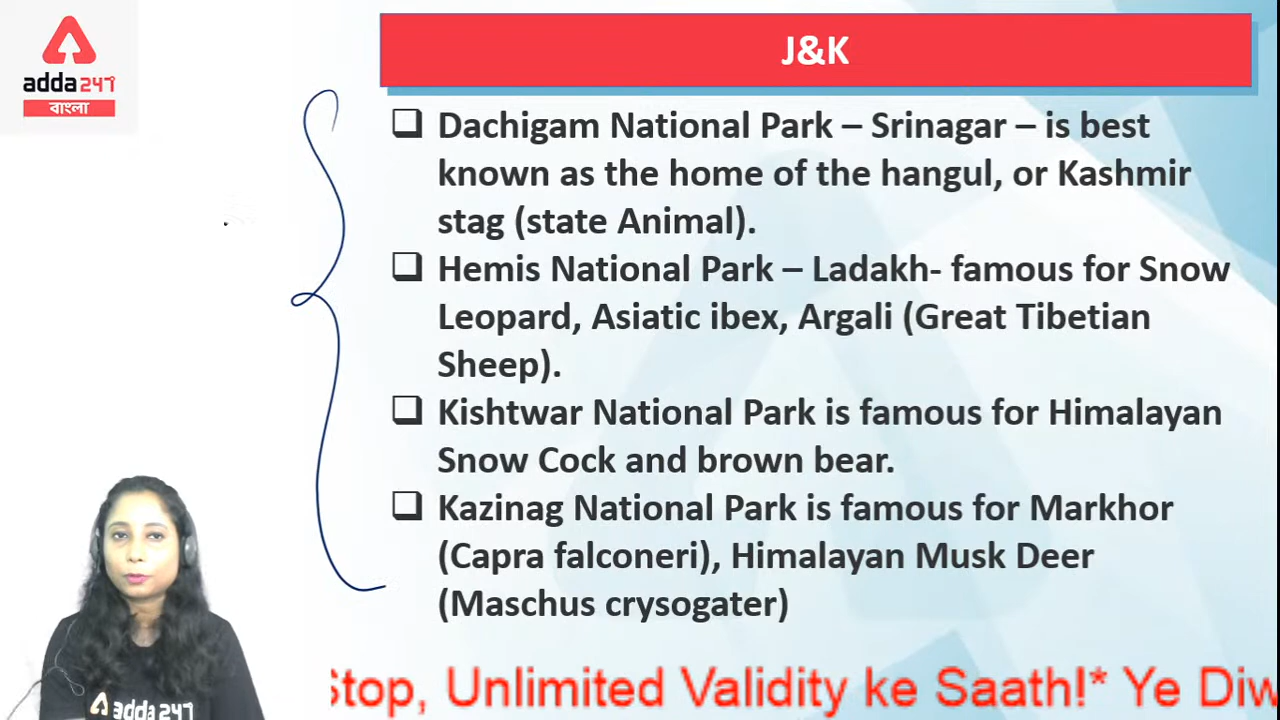 adda247
বাংলা
J&K
❑ Dachigam National Park – Srinagar – is best
known as the home of the hangul, or Kashmir
stag (state Animal).
❑ Hemis National Park – Ladakh- famous for Snow
Leopard, Asiatic ibex, Argali (Great Tibetian
Sheep).
❑ Kishtwar National Park is famous for Himalayan
Snow Cock and brown bear.
❑ Kazinag National Park is famous for Markhor
(Capra falconeri), Himalayan Musk Deer
(Maschus crysogater)
Stop, Unlimited Validity ke Saath!* Ye Diw
adda247